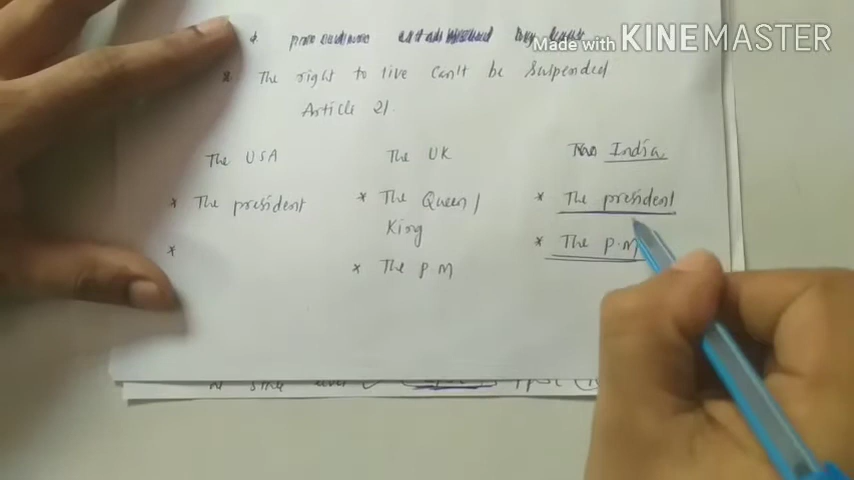 Made with KINEMASTER
* The right to live can't be suspended
Article 21.
The USA The UK The India
* The president * The Queen/ * The president
King
* * The P.M
* The P.M